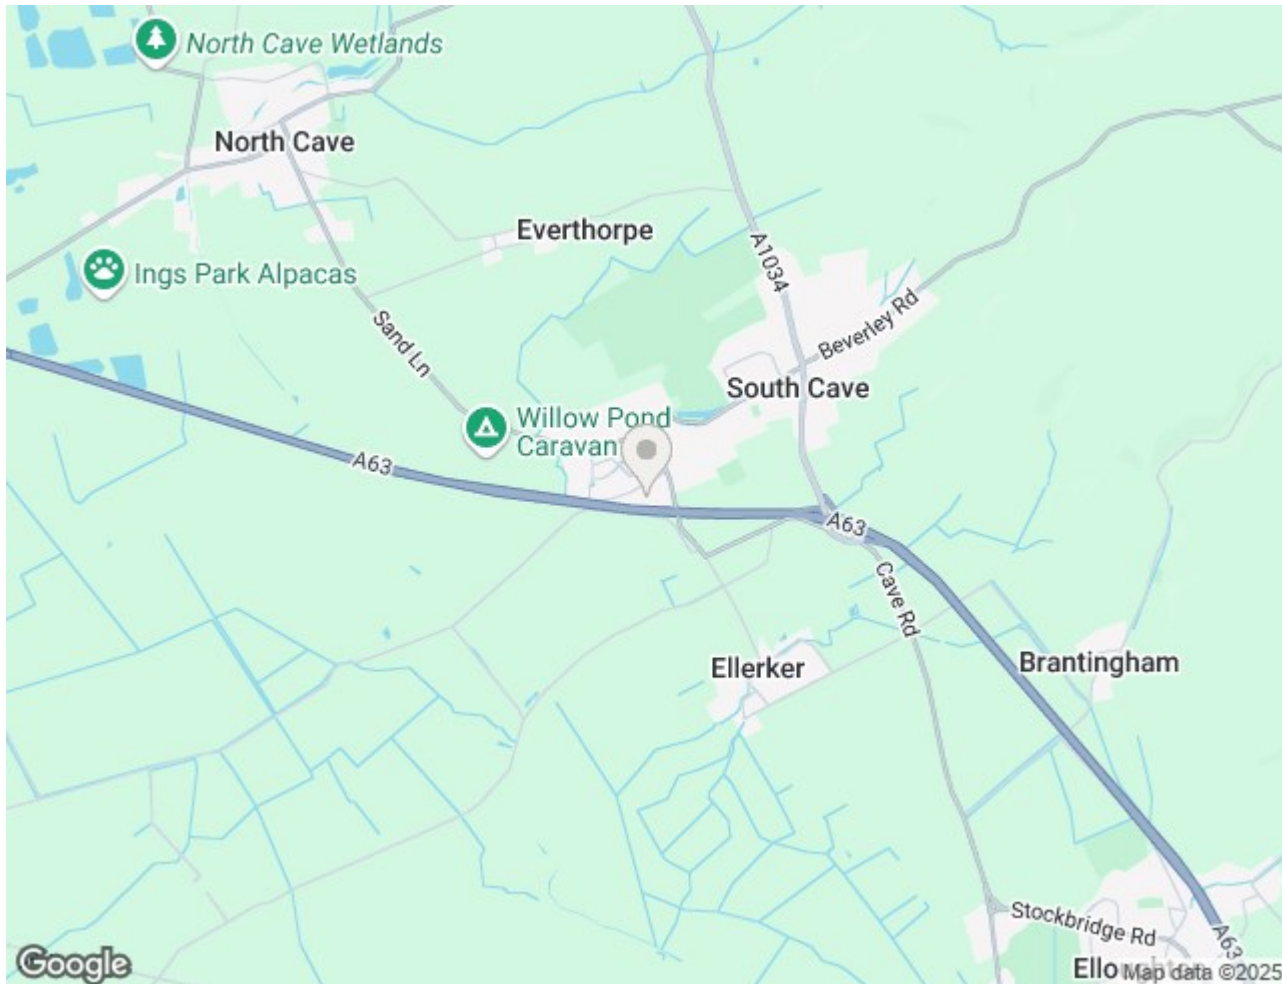 North Cave Wetlands
North Cave
Everthorpe
A1034
Ings Park Alpacas
Sand Ln
Beverley Rd
South Cave
Willow Pond
Caravan
A63
A63
Cave Rd
Ellerker
Brantingham
Stockbridge Rd
A63
Google
Map data ©2025